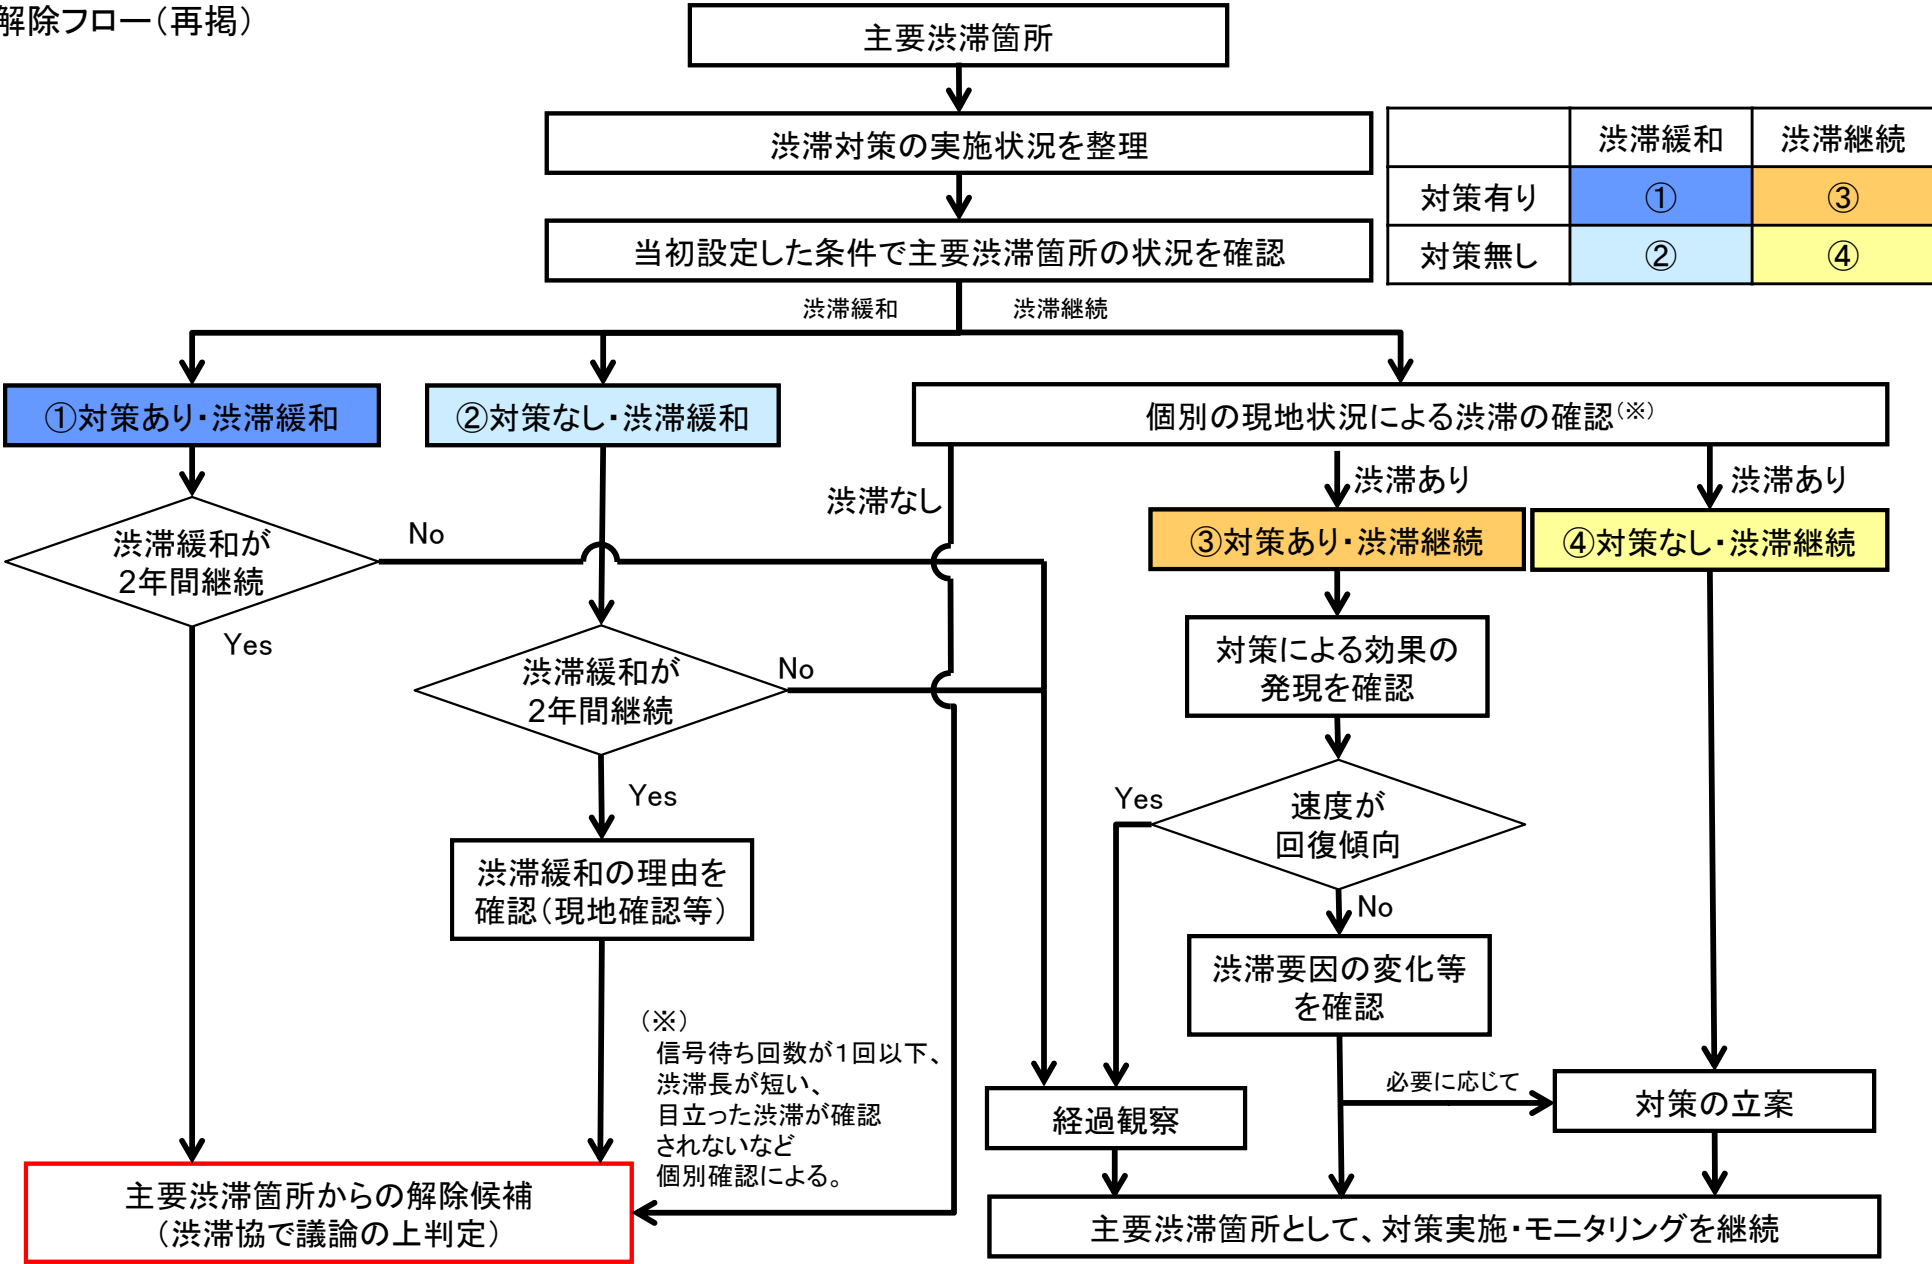 解除フロー（再掲）
主要渋滞箇所
渋滞対策の実施状況を整理
当初設定した条件で主要渋滞箇所の状況を確認
渋滞緩和 渋滞継続
対策有り ① ③
対策無し ② ④
渋滞緩和
渋滞継続
①対策あり・渋滞緩和
②対策なし・渋滞緩和
個別の現地状況による渋滞の確認（※）
渋滞なし
渋滞あり
渋滞あり
③対策あり・渋滞継続
④対策なし・渋滞継続
渋滞緩和が
2年間継続
No
Yes
渋滞緩和が
2年間継続
No
Yes
対策による効果の
発現を確認
速度が
回復傾向
Yes
No
渋滞緩和の理由を
確認（現地確認等）
渋滞要因の変化等
を確認
（※）
信号待ち回数が１回以下、
渋滞長が短い、
目立った渋滞が確認
されないなど
個別確認による。
必要に応じて
経過観察
対策の立案
主要渋滞箇所からの解除候補
（渋滞協で議論の上判定）
主要渋滞箇所として、対策実施・モニタリングを継続